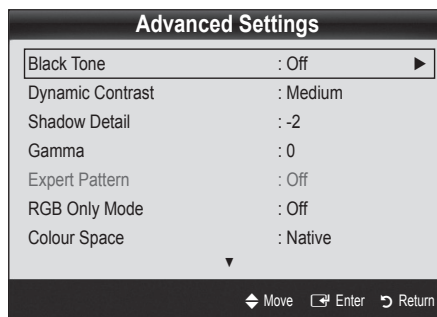 Advanced Settings
Black Tone : Off ►
Dynamic Contrast : Medium
Shadow Detail : -2
Gamma : 0
Expert Pattern : Off
RGB Only Mode : Off
Colour Space : Native
▼
Move Enter Return